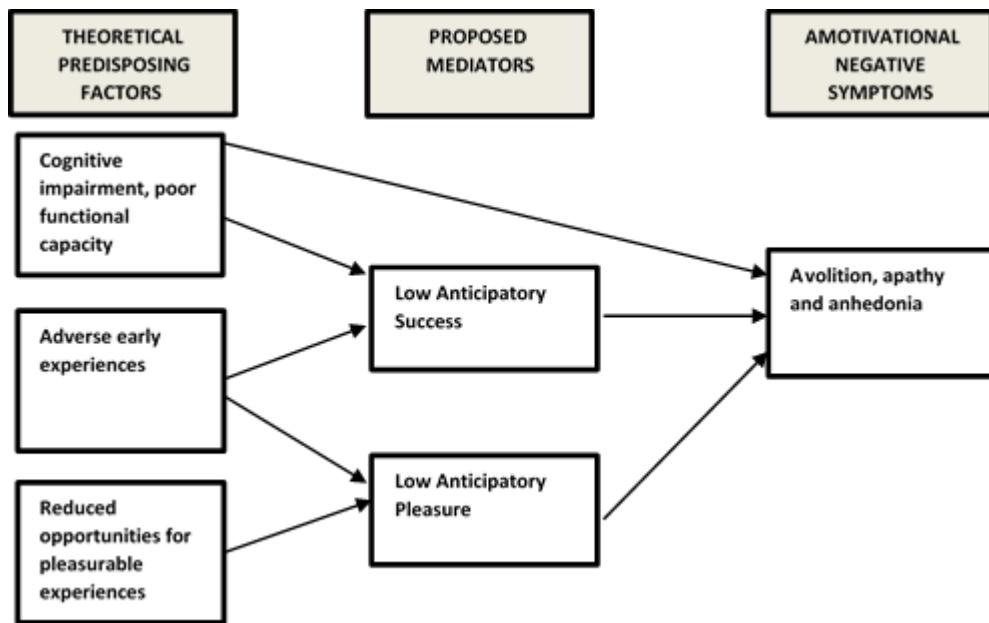 THEORETICAL
PREDISPOSING
FACTORS
PROPOSED
MEDIATORS
AMOTIVATIONAL
NEGATIVE
SYMPTOMS
Cognitive
impairment, poor
functional
capacity
Adverse early
experiences
Reduced
opportunities for
pleasurable
experiences
Low Anticipatory
Success
Low Anticipatory
Pleasure
Avolition, apathy
and anhedonia